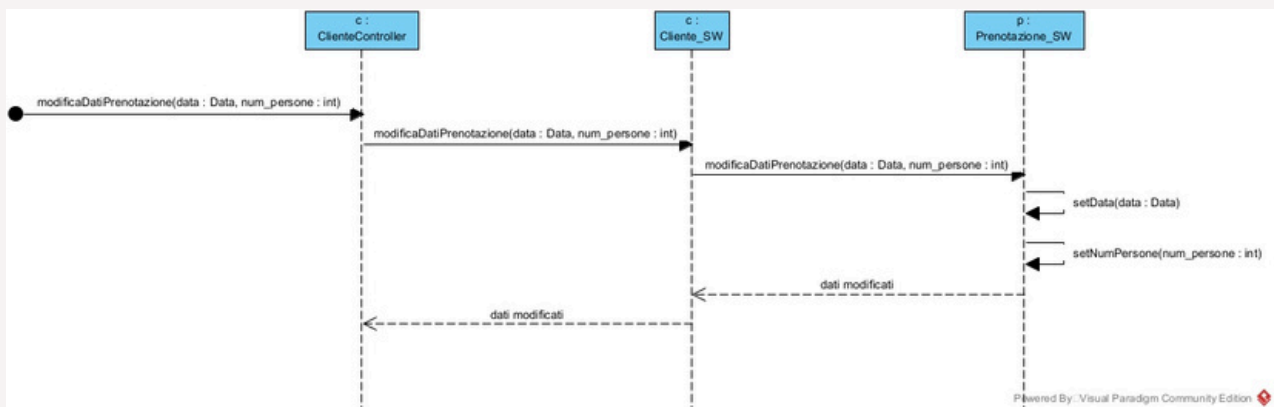 c :
ClienteController
c :
Cliente_SW
p :
Prenotazione_SW
modificaDatiPrenotazione(data : Data, num_persone : int)
modificaDatiPrenotazione(data : Data, num_persone : int)
modificaDatiPrenotazione(data : Data, num_persone : int)
setData(data : Data)
setNumPersone(num_persone : int)
dati modificati
dati modificati
Powered By Visual Paradigm Community Edition